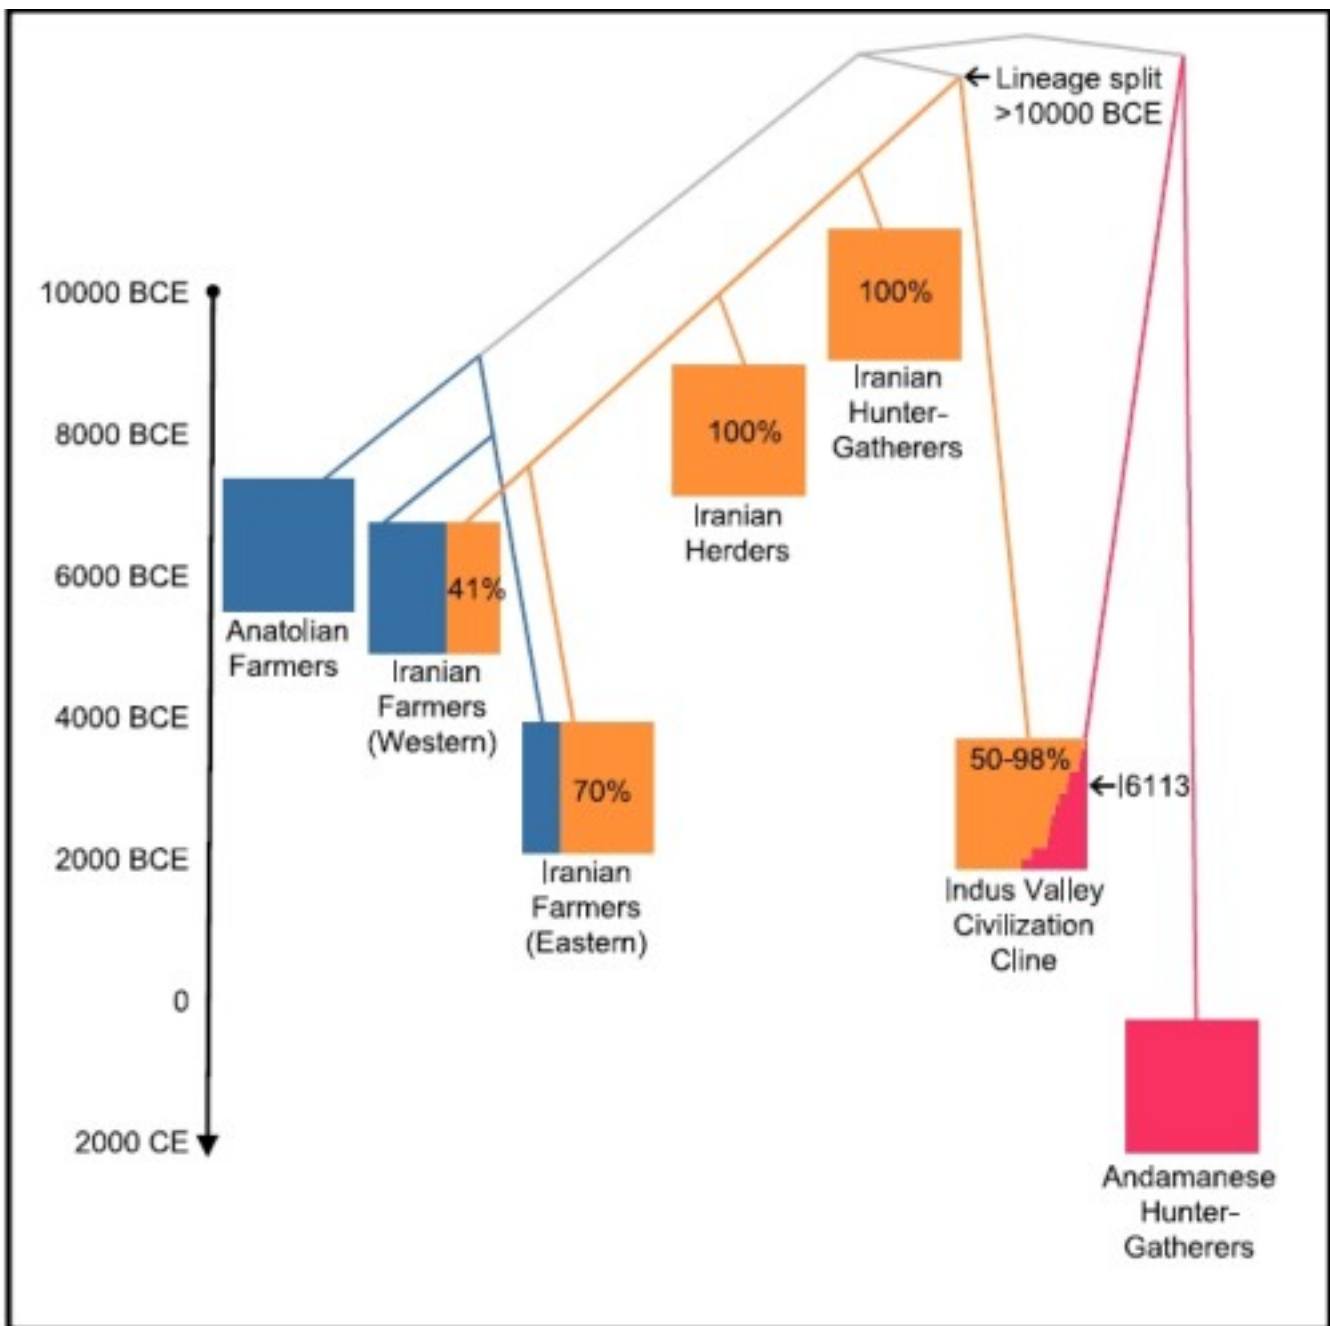 Lineage split
>10000 BCE
10000 BCE
8000 BCE
6000 BCE
4000 BCE
2000 BCE
0
2000 CE
100%
Iranian
Hunter-
Gatherers
100%
Iranian
Herders
Anatolian
Farmers
41%
Iranian
Farmers
(Western)
70%
Iranian
Farmers
(Eastern)
50-98%
I6113
Indus Valley
Civilization
Cline
Andamanese
Hunter-
Gatherers